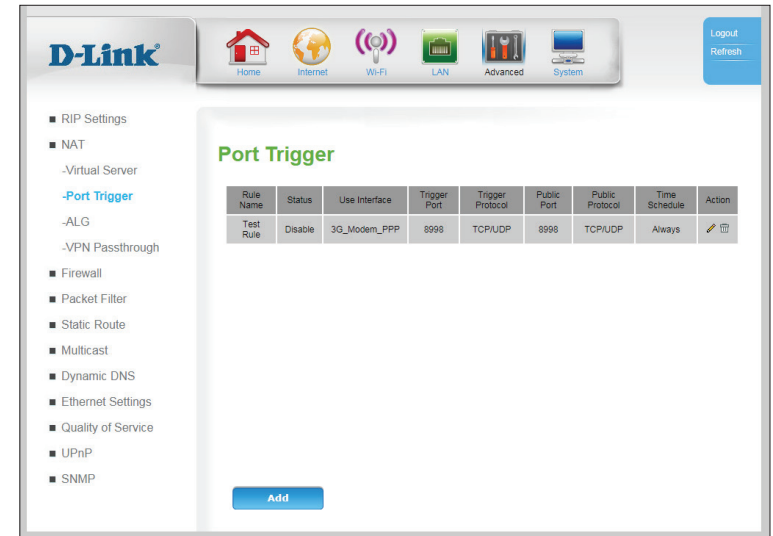 D-Link
Home Internet Wi-Fi LAN Advanced System
Logout
Refresh
RIP Settings
NAT
-Virtual Server
-Port Trigger
-ALG
-VPN Passthrough
Firewall
Packet Filter
Static Route
Multicast
Dynamic DNS
Ethernet Settings
Quality of Service
UPnP
SNMP
Port Trigger
Rule Name Status Use Interface Trigger Port Trigger Protocol Public Port Public Protocol Time Schedule Action
Test Rule Disable 3G_Modem_PPP 8998 TCP/UDP 8998 TCP/UDP Always
Add